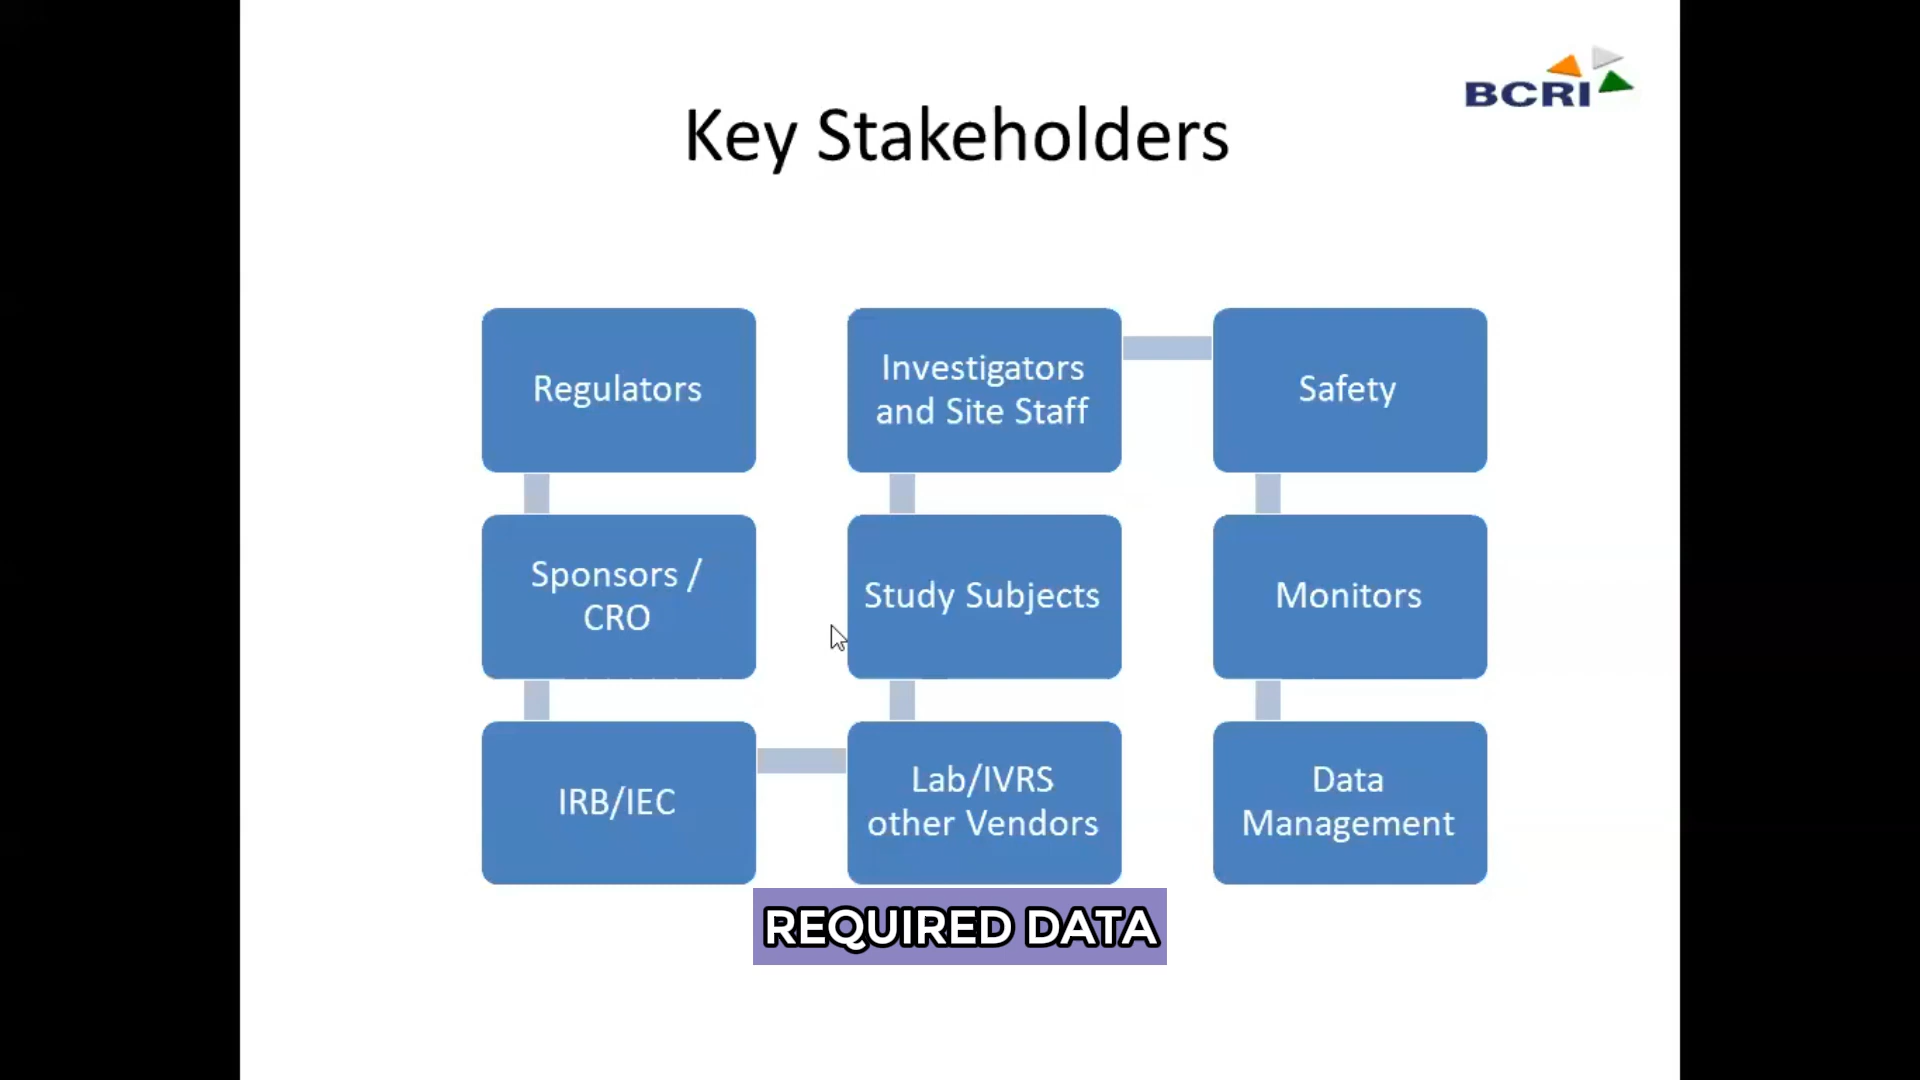 BCRI
Key Stakeholders
Regulators
Investigators
and Site Staff
Safety
Sponsors /
CRO
Study Subjects
Monitors
IRB/IEC
Lab/IVRS
other Vendors
Data
Management
REQUIRED DATA